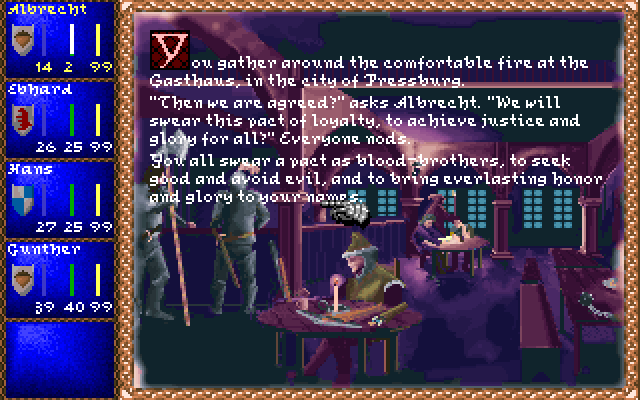 Albrecht
14 2 99
Ebhard
26 25 99
Hans
27 25 99
Gunther
39 40 99
You gather around the comfortable fire at the
Gasthaus, in the city of Pressburg.
"Then we are agreed?" asks Albrecht. "We will
swear this pact of loyalty, to achieve justice and
glory for all?" Everyone nods.
You all swear a pact as blood-brothers, to seek
good and avoid evil, and to bring everlasting honor
and glory to your names.